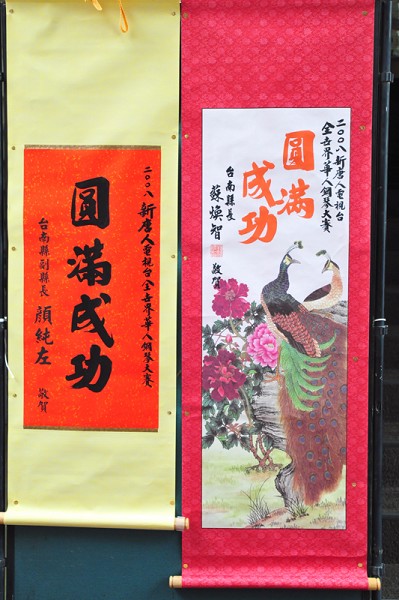 二〇〇八新唐人電視台
全世界華人鋼琴大賽
圓滿
成功
台南縣長
蘇煥智
敬賀
二〇〇八新唐人電視台全世界華人鋼琴大賽
圓滿成功
台南縣副縣長
顏純左
敬賀